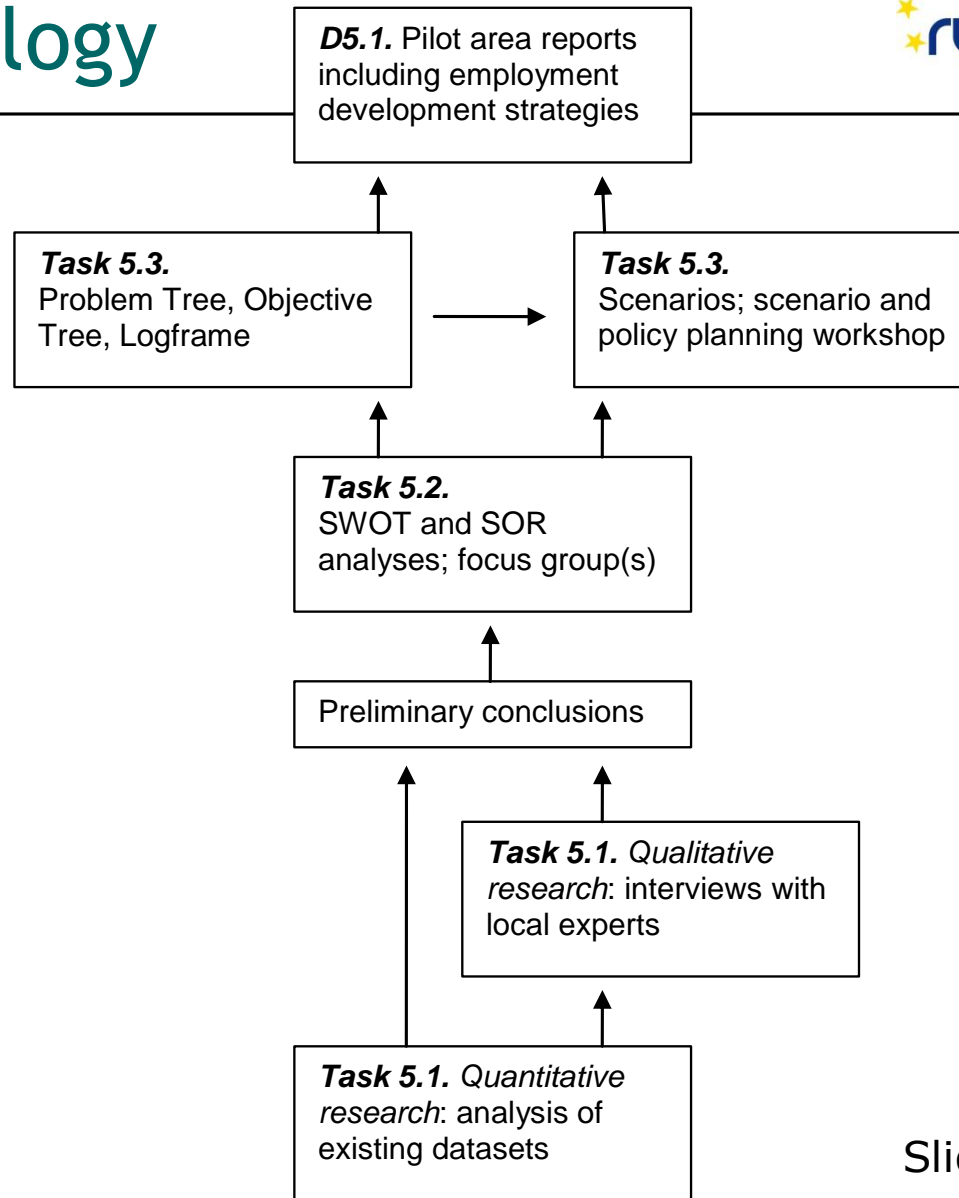 logy
D5.1. Pilot area reports
including employment
development strategies
Task 5.3.
Problem Tree, Objective
Tree, Logframe
Task 5.3.
Scenarios; scenario and
policy planning workshop
Task 5.2.
SWOT and SOR
analyses; focus group(s)
Preliminary conclusions
Task 5.1. Qualitative
research: interviews with
local experts
Task 5.1. Quantitative
research: analysis of
existing datasets